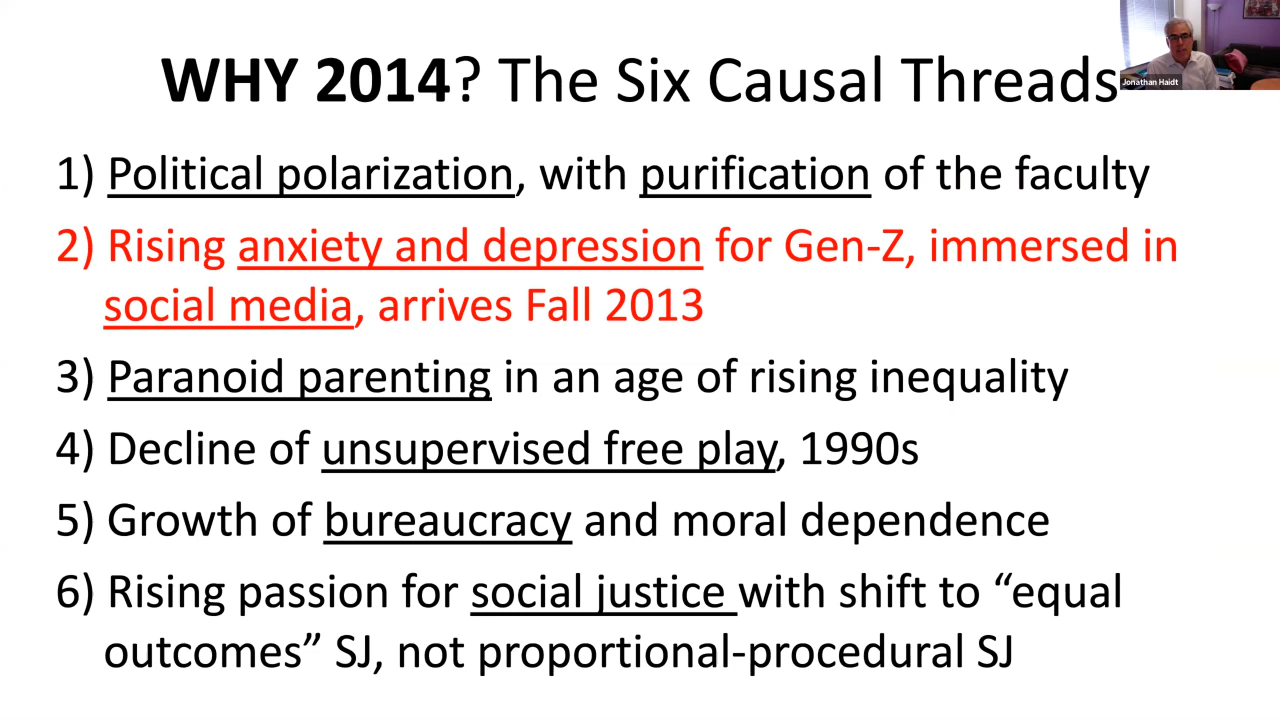 WHY 2014? The Six Causal Threads
Jonathan Haidt
1) Political polarization, with purification of the faculty
2) Rising anxiety and depression for Gen-Z, immersed in
social media, arrives Fall 2013
3) Paranoid parenting in an age of rising inequality
4) Decline of unsupervised free play, 1990s
5) Growth of bureaucracy and moral dependence
6) Rising passion for social justice with shift to “equal
outcomes” SJ, not proportional-procedural SJ